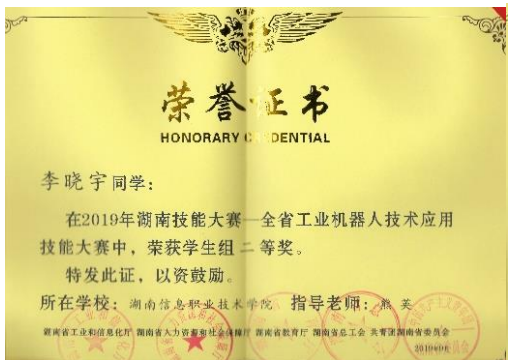 荣誉证书
HONORARY CREDENTIAL
李晓宇同学：
在2019年湖南技能大赛—全省工业机器人技术应用
技能大赛中，荣获学生组二等奖。
特发此证，以资鼓励。
所在学校：湖南信息职业技术学院 指导老师：熊英
湖南省工业和信息化厅 湖南省人力资源和社会保障厅 湖南省教育厅 湖南省总工会 共青团湖南省委员会